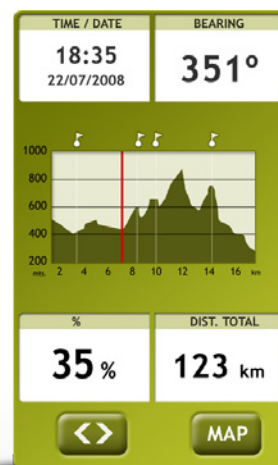 TIME / DATE
BEARING
18:35
22/07/2008
351°
1000
800
600
400
200
mts. 2 4 6 8 10 12 14 16 km
%
DIST. TOTAL
35 %
123 km
< >
MAP